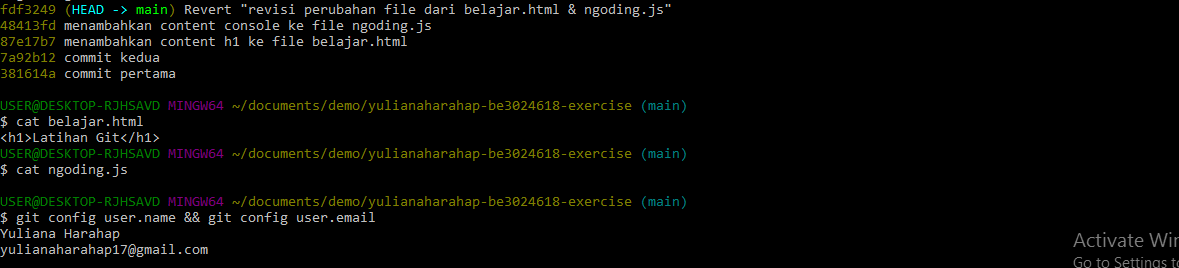 fdf3249 (HEAD -> main) Revert "revisi perubahan file dari belajar.html & ngoding.js"
48413fd menambahkan content console ke file ngoding.js
87e17b7 menambahkan content h1 ke file belajar.html
7a92b12 commit kedua
381614a commit pertama
USER@DESKTOP-RJHSAVD MINGW64 ~/documents/demo/yulianaharahap-be3024618-exercise (main)
$ cat belajar.html
<h1>Latihan Git</h1>
USER@DESKTOP-RJHSAVD MINGW64 ~/documents/demo/yulianaharahap-be3024618-exercise (main)
$ cat ngoding.js
USER@DESKTOP-RJHSAVD MINGW64 ~/documents/demo/yulianaharahap-be3024618-exercise (main)
$ git config user.name && git config user.email
Yuliana Harahap
yulianaharahap17@gmail.com
Activate Win
Go to Settings to